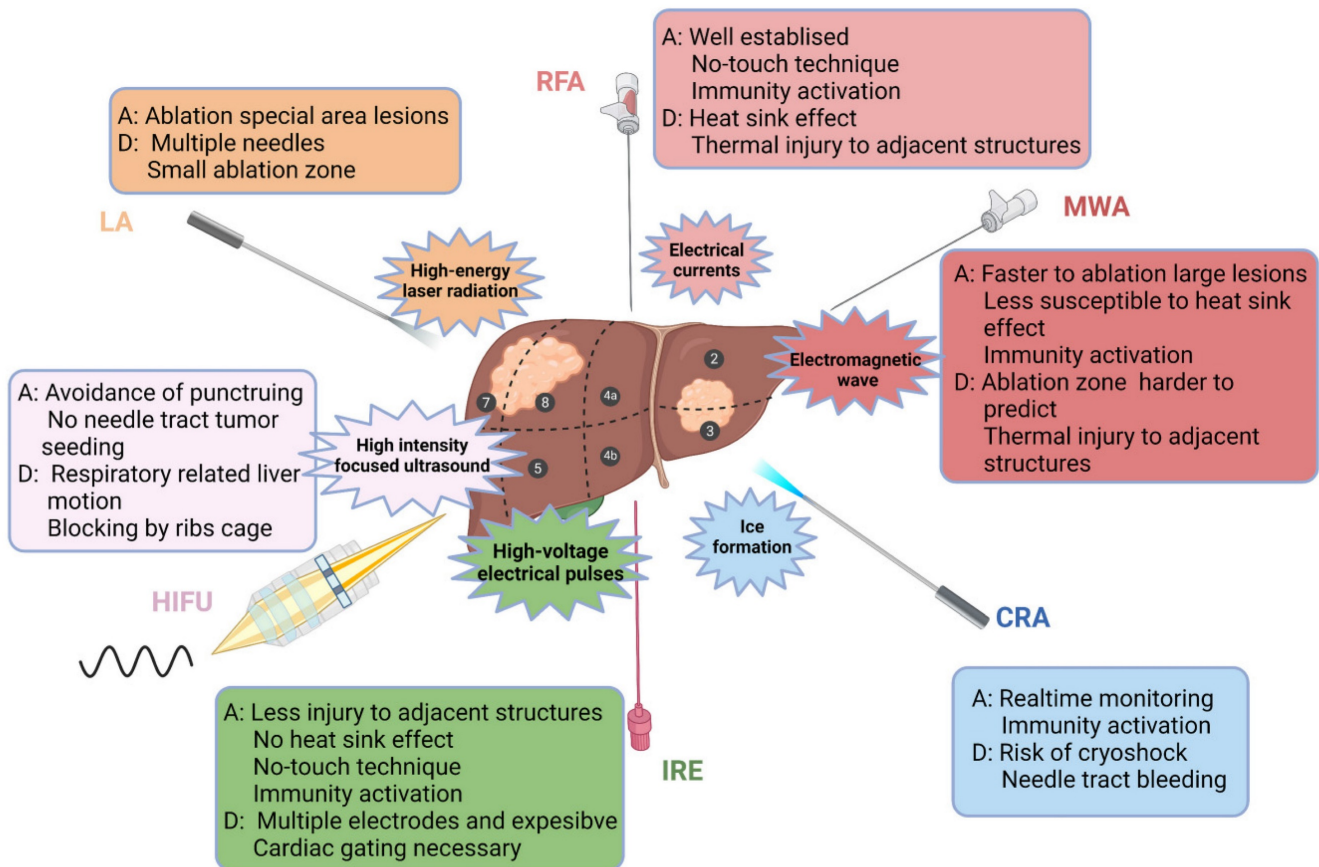 A: Well establised
No-touch technique
Immunity activation
D: Heat sink effect
Thermal injury to adjacent structures
RFA
A: Ablation special area lesions
D: Multiple needles
Small ablation zone
LA
MWA
High-energy
laser radiation
Electrical
currents
A: Faster to ablation large lesions
Less susceptible to heat sink
effect
Immunity activation
D: Ablation zone harder to
predict
Thermal injury to adjacent
structures
Electromagnetic
wave
2
3
4a
4b
5
7
8
A: Avoidance of punctruing
No needle tract tumor
seeding
D: Respiratory related liver
motion
Blocking by ribs cage
High intensity
focused ultrasound
High-voltage
electrical pulses
Ice
formation
HIFU
CRA
A: Less injury to adjacent structures
No heat sink effect
No-touch technique
Immunity activation
D: Multiple electrodes and expesibve
Cardiac gating necessary
IRE
A: Realtime monitoring
Immunity activation
D: Risk of cryoshock
Needle tract bleeding